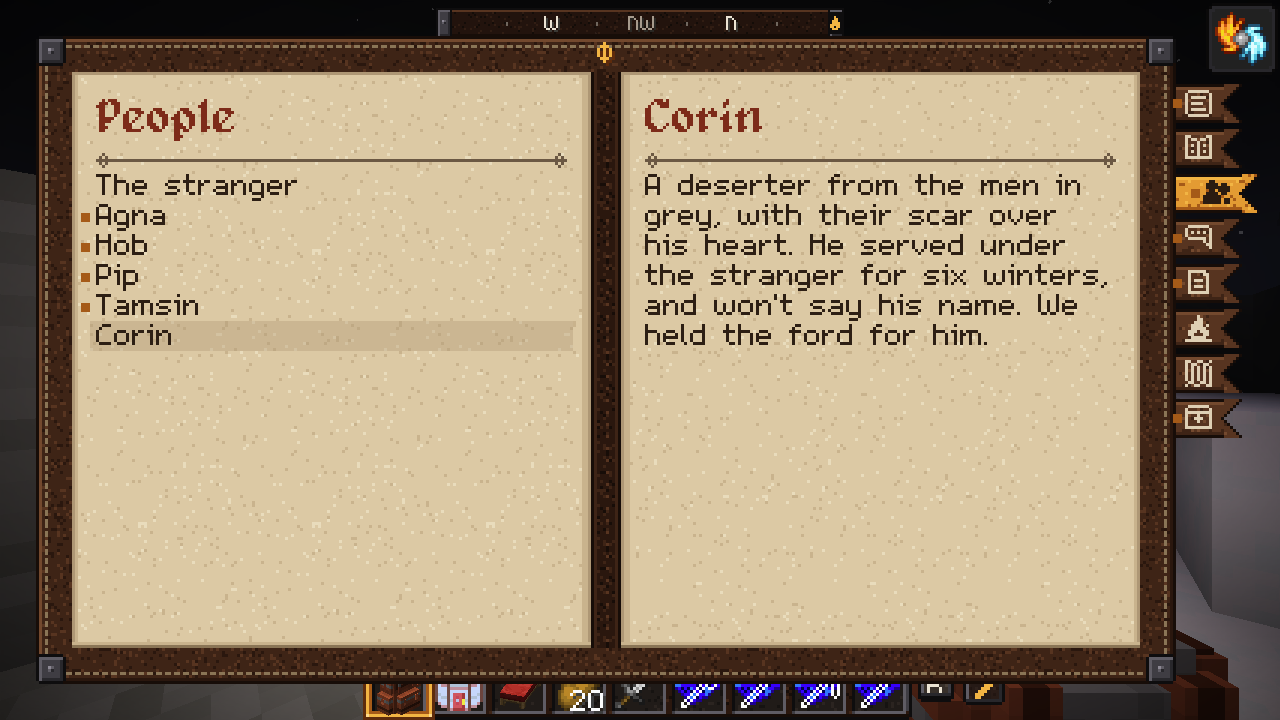 W NW N
People
The stranger
Agna
Hob
Pip
Tamsin
Corin
Corin
A deserter from the men in
grey, with their scar over
his heart. He served under
the stranger for six winters,
and won't say his name. We
held the ford for him.
20